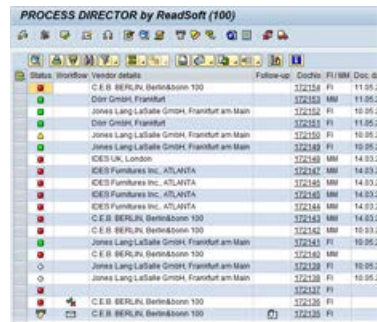 PROCESS DIRECTOR by ReadSoft (100)
Status Workflow Vendor details Follow-up DocNo FI/MM Doc. d
C.E.B. BERLIN, Berlin&bonn 100 172154 FI 11.05.2
Dörr GmbH, Frankfurt 172153 MM 11.05.2
Jones Lang LaSalle GmbH, Frankfurt am Main 172152 FI 10.05.2
Dörr GmbH, Frankfurt 172151 FI 11.05.2
Jones Lang LaSalle GmbH, Frankfurt am Main 172150 FI 10.05.2
Jones Lang LaSalle GmbH, Frankfurt am Main 172149 FI 10.05.2
IDES UK, London 172148 MM 14.03.2
IDES Furnitures Inc., ATLANTA 172147 MM 14.03.2
IDES Furnitures Inc., ATLANTA 172146 MM 14.03.2
IDES Furnitures Inc., ATLANTA 172145 MM 14.03.2
IDES Furnitures Inc., ATLANTA 172144 MM 14.03.2
C.E.B. BERLIN, Berlin&bonn 100 172143 MM 14.03.2
C.E.B. BERLIN, Berlin&bonn 100 172142 MM 10.03.2
Jones Lang LaSalle GmbH, Frankfurt am Main 172141 FI 10.05.2
C.E.B. BERLIN, Berlin&bonn 100 172140 MM
Jones Lang LaSalle GmbH, Frankfurt am Main 172139 FI 10.05.2
Jones Lang LaSalle GmbH, Frankfurt am Main 172138 FI 10.05.2
172137 FI
C.E.B. BERLIN, Berlin&bonn 100 172136 FI
C.E.B. BERLIN, Berlin&bonn 100 172135 FI